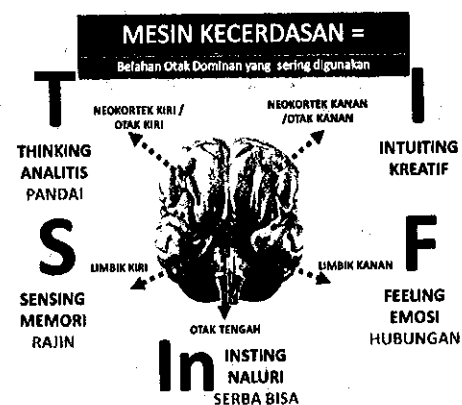 MESIN KECERDASAN =
Belahan Otak Dominan yang sering digunakan
T
NEOKORTEK KIRI /
OTAK KIRI
THINKING
ANALITIS
PANDAI
NEOKORTEK KANAN
/OTAK KANAN
I
INTUITING
KREATIF
S
LIMBIK KIRI
SENSING
MEMORI
RAJIN
LIMBIK KANAN
F
FEELING
EMOSI
HUBUNGAN
OTAK TENGAH
In
INSTING
NALURI
SERBA BISA